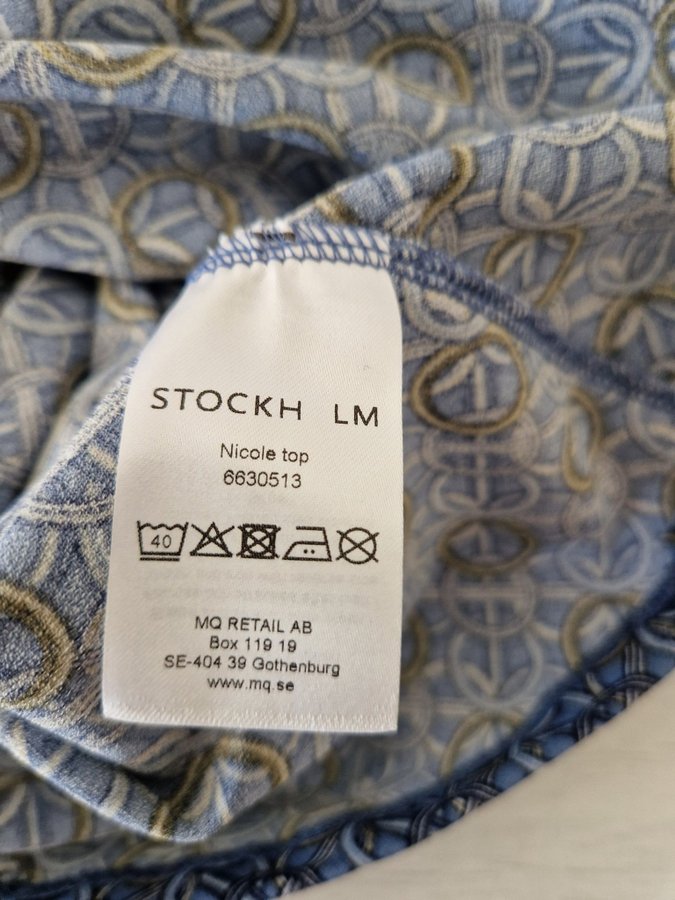 STOCKH LM
Nicole top
6630513
40
MQ RETAIL AB
Box 119 19
SE-404 39 Gothenburg
www.mq.se